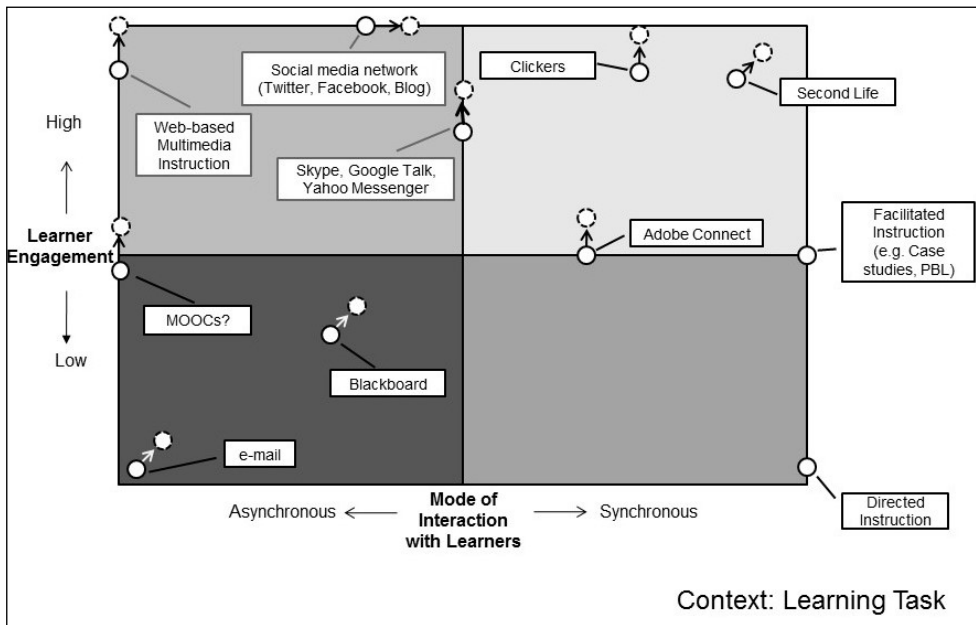 Social media network
(Twitter, Facebook, Blog)
Clickers
Second Life
High
Web-based
Multimedia
Instruction
Skype, Google Talk,
Yahoo Messenger
Learner
Engagement
Adobe Connect
Facilitated
Instruction
(e.g. Case
studies, PBL)
MOOCs?
Low
Blackboard
e-mail
Asynchronous
Mode of
Interaction
with Learners
Synchronous
Directed
Instruction
Context: Learning Task